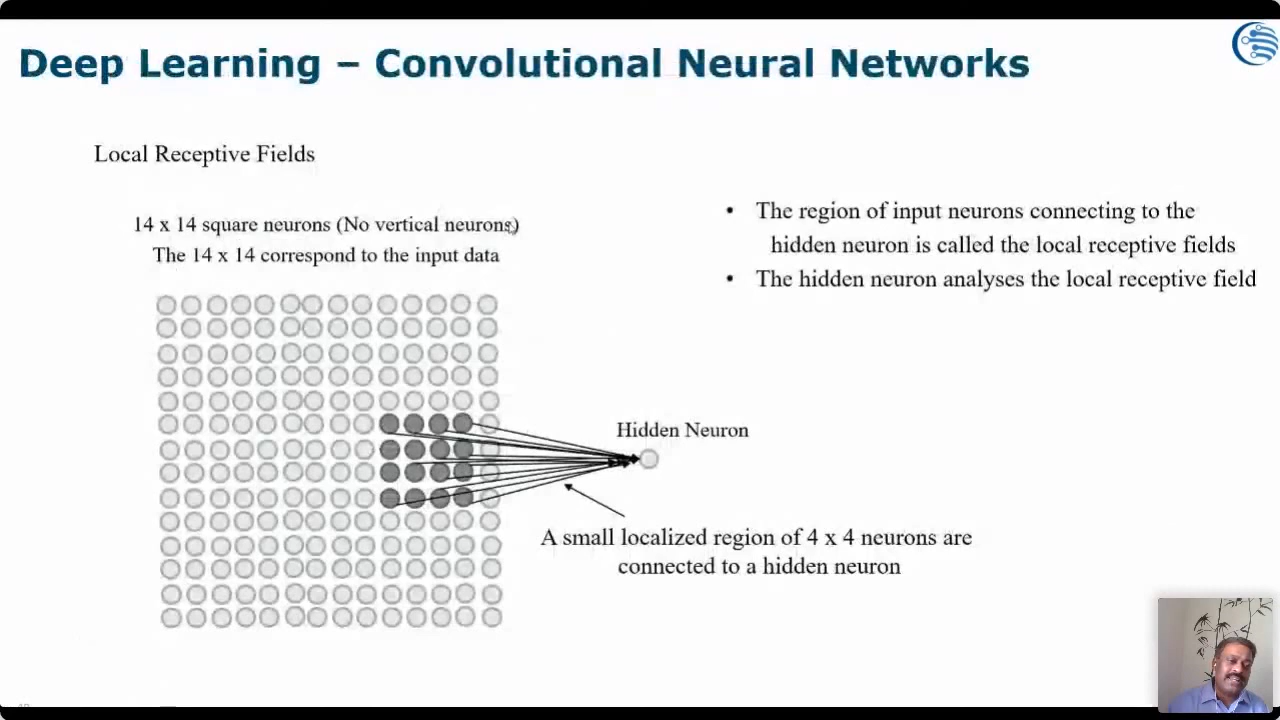 Deep Learning – Convolutional Neural Networks
Local Receptive Fields
14 x 14 square neurons (No vertical neurons)
The 14 x 14 correspond to the input data
• The region of input neurons connecting to the
hidden neuron is called the local receptive fields
• The hidden neuron analyses the local receptive field
Hidden Neuron
A small localized region of 4 x 4 neurons are
connected to a hidden neuron